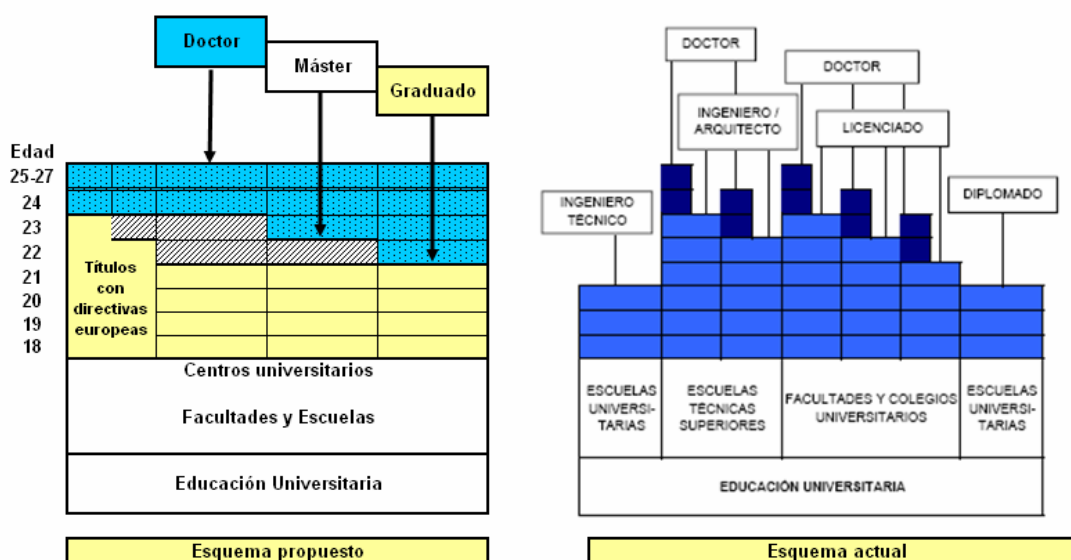 Doctor
Máster
Graduado
Edad
25-27
24
23
22
21
20
19
18
Títulos
con
directivas
europeas
Centros universitarios
Facultades y Escuelas
Educación Universitaria
Esquema propuesto
DOCTOR
DOCTOR
INGENIERO /
ARQUITECTO
LICENCIADO
INGENIERO
TÉCNICO
DIPLOMADO
ESCUELAS
UNIVERSI-
TARIAS
ESCUELAS
TÉCNICAS
SUPERIORES
FACULTADES Y COLEGIOS
UNIVERSITARIOS
ESCUELAS
UNIVERSI-
TARIAS
EDUCACIÓN UNIVERSITARIA
Esquema actual